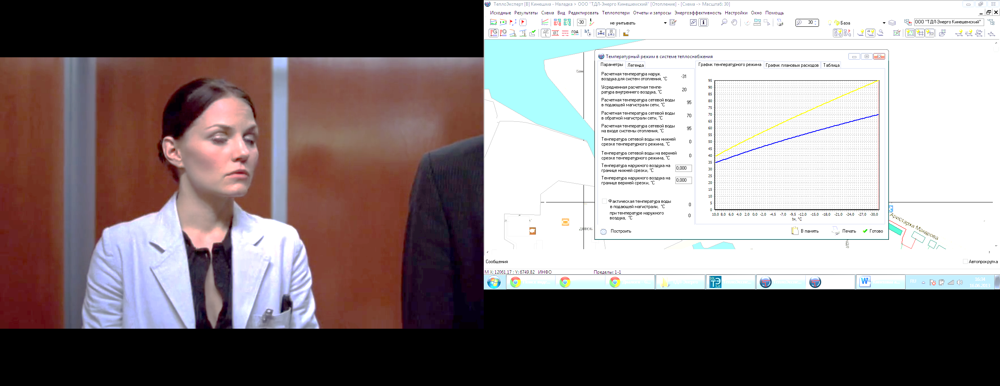 ТеплоЭксперт [В] Кинешма - Наладка > ООО "ТДЛ-Энерго Кинешемский" [Отопление] - [Схема -> Масштаб: 30]
Исходные Результаты Схема Вид Редактировать Теплопотери Отчеты и запросы Энергоэффективность Настройки Окно Помощь
1→2 -30 не учитывать 30 База ООО "ТДЛ-Энерго Кинешемский"
год
Температурный режим в системе теплоснабжения
Параметры Легенда
Расчетная температура наруж.
воздуха для систем отопления, °C -31
Усредненная расчетная темпе-
ратура внутреннего воздуха, °C 20
Расчетная температура сетевой воды
в подающей магистрали сети, °C 95
Расчетная температура сетевой воды
в обратной магистрали сети, °C 70
Расчетная температура сетевой воды
на входе системы отопления, °C 95
Температура сетевой воды на нижней
срезке температурного режима, °C 0
Температура сетевой воды на верхней
срезке температурного режима, °C 0
Температура наружного воздуха на
границе нижней срезки, °C 0,000
Температура наружного воздуха на
границе верхней срезки, °C 0,000
Фактическая температура воды
в подающей магистрали, °C 0
при температуре наружного
воздуха, °C 0
Построить
График температурного режима График плановых расходов Таблица
95
90
85
80
75
70
65
60
55
50
45
40
35
30
25
20
15
10
5
0
10,0 8,0 6,0 4,0 2,0 0,0 -2,0 -4,5 -7,0 -9,5 -12,0 -15,0 -18,0 -21,0 -24,0 -27,0 -30,0
tн, °C
В память Печать Готово
Бан
Аристарха Макарова
Сообщения
Автопрокрутка
M X: 12061,17 ; Y: 6749,82 ИНФО Пределы: 1-1
SQL ТЭ 3.0
RU
16:34
16.06.2013